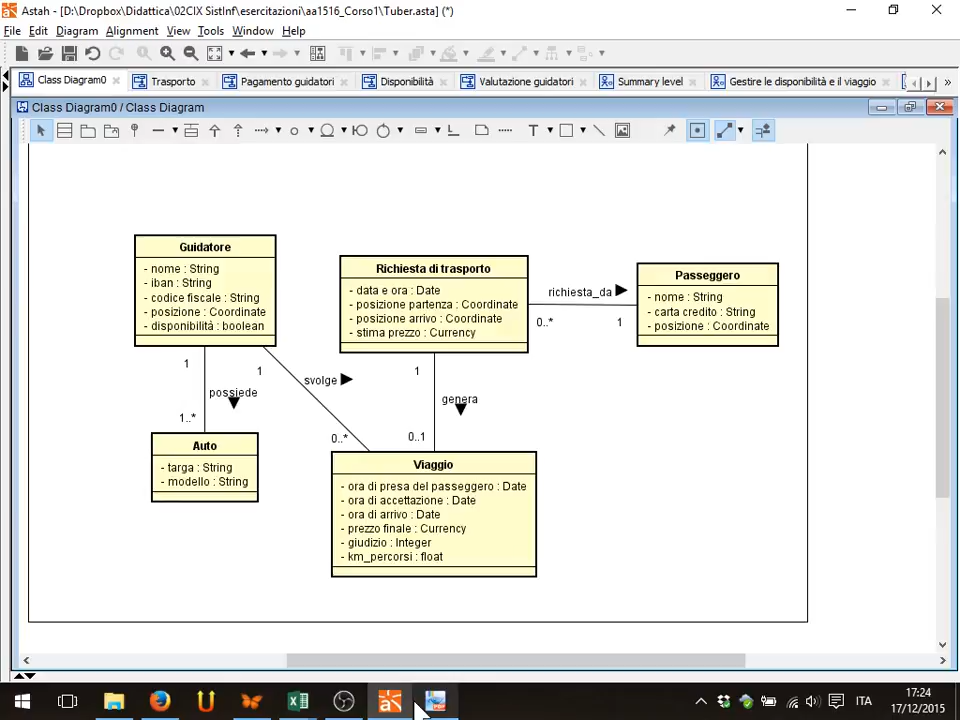 Astah - [D:\Dropbox\Didattica\02CIX SistInf\esercitazioni\aa1516_Corso1\Tuber.asta] (*)
File Edit Diagram Alignment View Tools Window Help
Class Diagram0 Trasporto Pagamento guidatori Disponibilità Valutazione guidatori Summary level Gestire le disponibilità e il viaggio
Class Diagram0 / Class Diagram
Guidatore
- nome : String
- iban : String
- codice fiscale : String
- posizione : Coordinate
- disponibilità : boolean
Richiesta di trasporto
- data e ora : Date
- posizione partenza : Coordinate
- posizione arrivo : Coordinate
- stima prezzo : Currency
richiesta_da
0..*
1
Passeggero
- nome : String
- carta credito : String
- posizione : Coordinate
1
possiede
1..*
1
svolge
0..*
1
genera
0..1
Auto
- targa : String
- modello : String
Viaggio
- ora di presa del passeggero : Date
- ora di accettazione : Date
- ora di arrivo : Date
- prezzo finale : Currency
- giudizio : Integer
- km_percorsi : float
ITA
17:24
17/12/2015